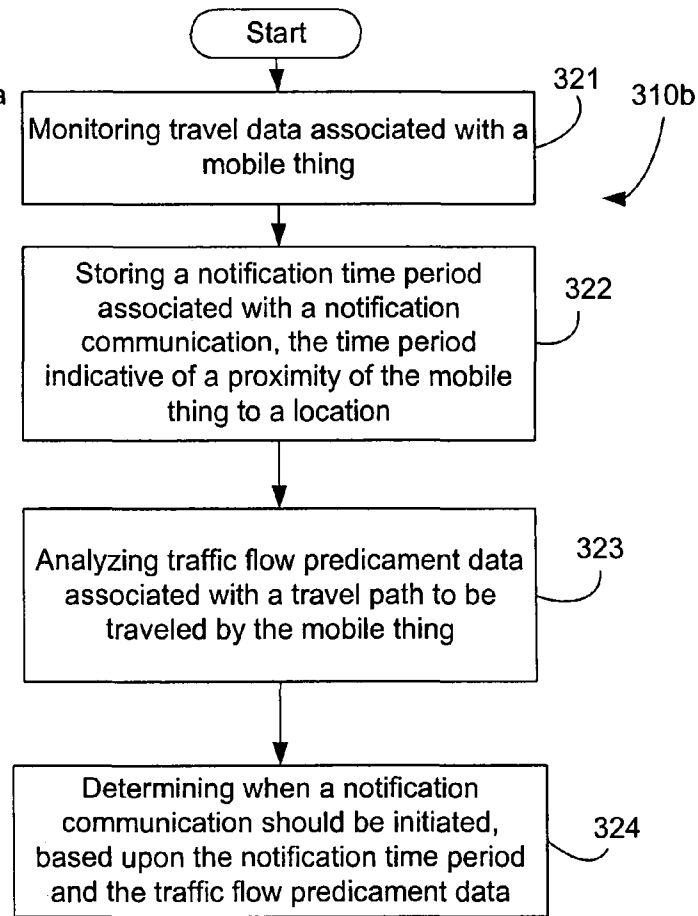 Start
a
321
310b
Monitoring travel data associated with a
mobile thing
Storing a notification time period
associated with a notification
communication, the time period
indicative of a proximity of the mobile
thing to a location
322
Analyzing traffic flow predicament data
associated with a travel path to be
traveled by the mobile thing
323
Determining when a notification
communication should be initiated,
based upon the notification time period
and the traffic flow predicament data
324